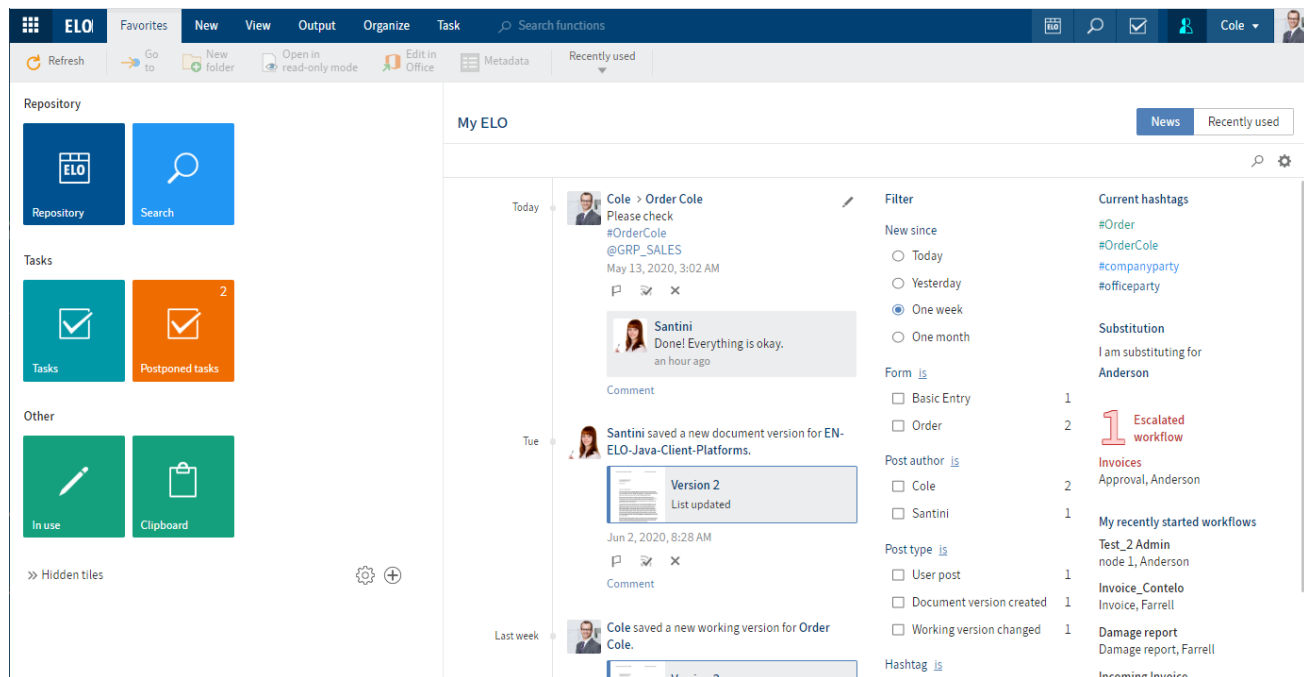 ELO Favorites New View Output Organize Task Search functions ELO Cole
Refresh
Go to
New folder
Open in read-only mode
Edit in Office
Metadata
Recently used
Repository
ELO
Repository
Search
Tasks
2
Tasks
Postponed tasks
Other
In use
Clipboard
Hidden tiles
My ELO
News
Recently used
Today
Cole > Order Cole
Please check
#OrderCole
@GRP_SALES
May 13, 2020, 3:02 AM
Santini
Done! Everything is okay.
an hour ago
Comment
Tue
Santini saved a new document version for EN-
ELO-Java-Client-Platforms.
Version 2
List updated
Jun 2, 2020, 8:28 AM
Comment
Last week
Cole saved a new working version for Order
Cole.
Filter
New since
Today
Yesterday
One week
One month
Form is
Basic Entry 1
Order 2
Post author is
Cole 2
Santini 1
Post type is
User post 1
Document version created 1
Working version changed 1
Hashtag is
Current hashtags
#Order
#OrderCole
#companyparty
#officeparty
Substitution
I am substituting for
Anderson
1 Escalated
workflow
Invoices
Approval, Anderson
My recently started workflows
Test_2 Admin
node 1, Anderson
Invoice_Contelo
Invoice, Farrell
Damage report
Damage report, Farrell
Incoming Invoice